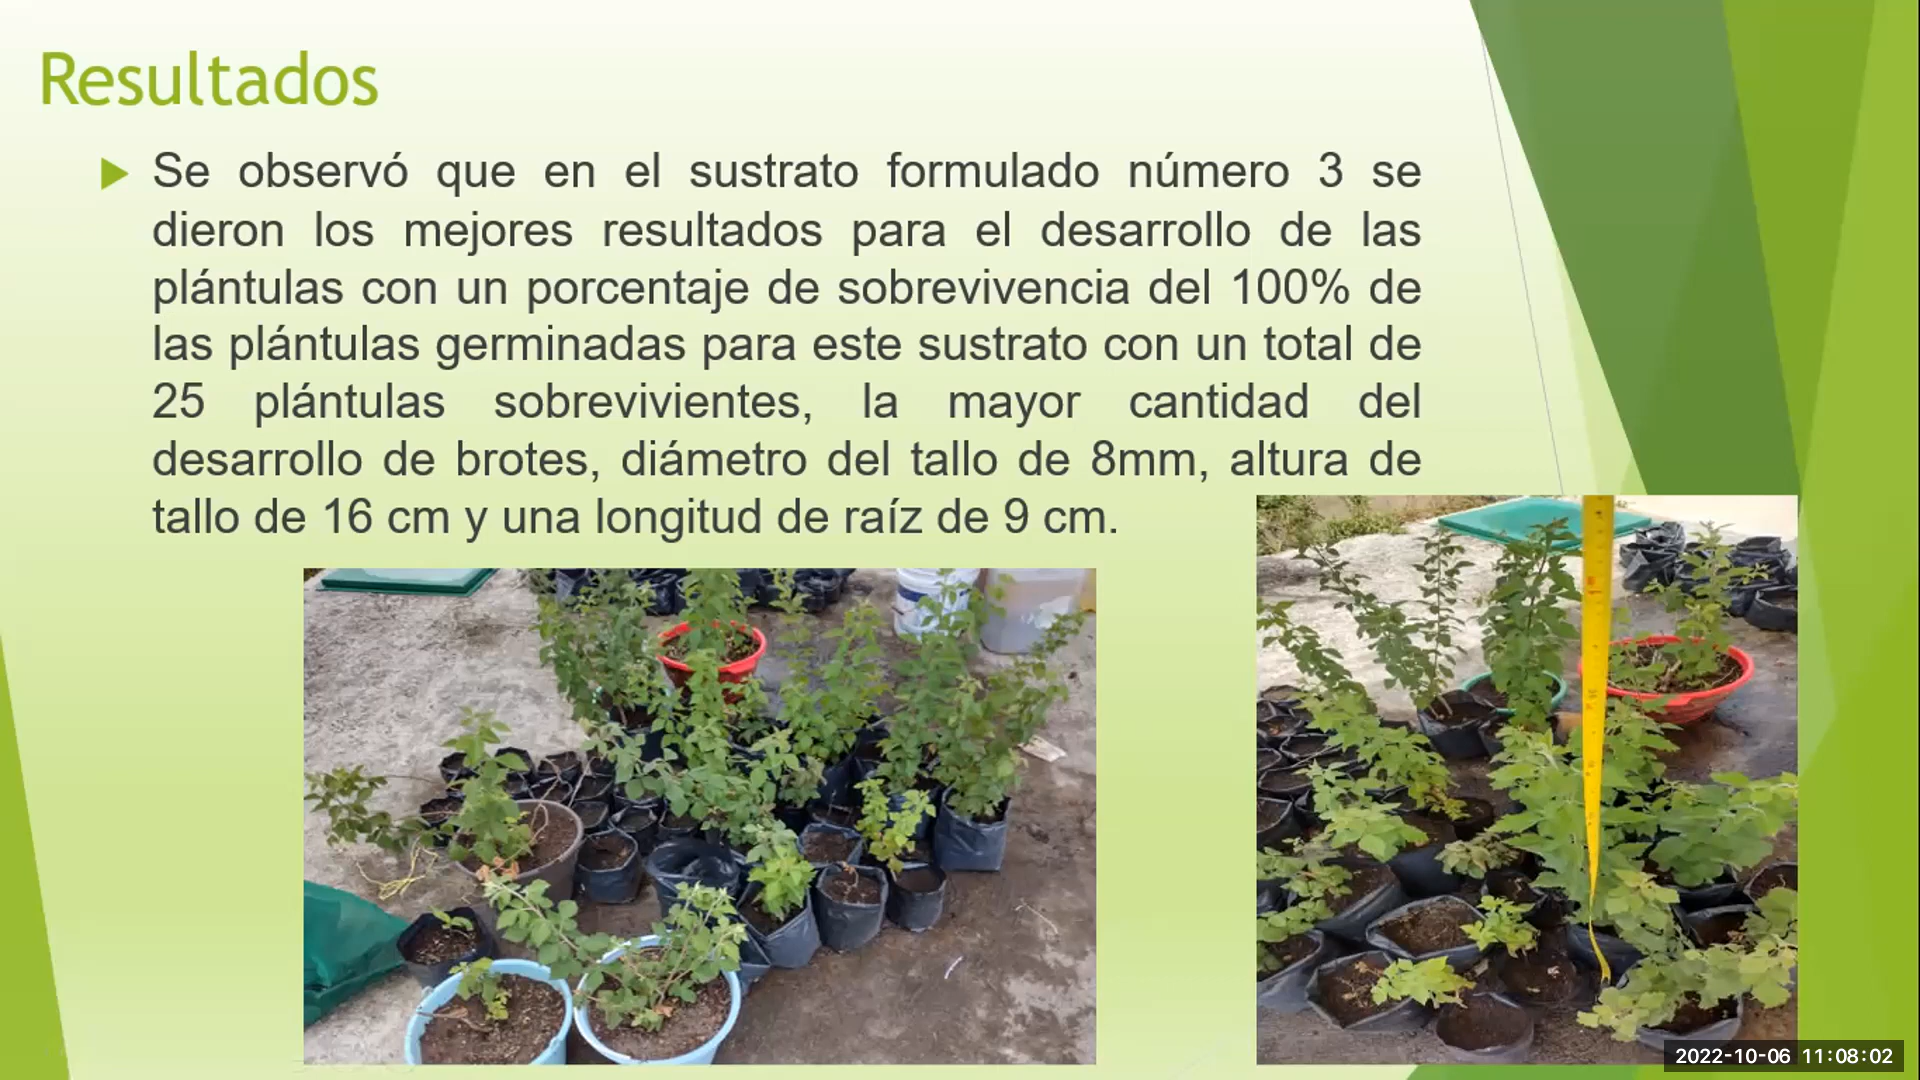 Resultados
Se observó que en el sustrato formulado número 3 se
dieron los mejores resultados para el desarrollo de las
plántulas con un porcentaje de sobrevivencia del 100% de
las plántulas germinadas para este sustrato con un total de
25 plántulas sobrevivientes, la mayor cantidad del
desarrollo de brotes, diámetro del tallo de 8mm, altura de
tallo de 16 cm y una longitud de raíz de 9 cm.
2022-10-06 11:08:02